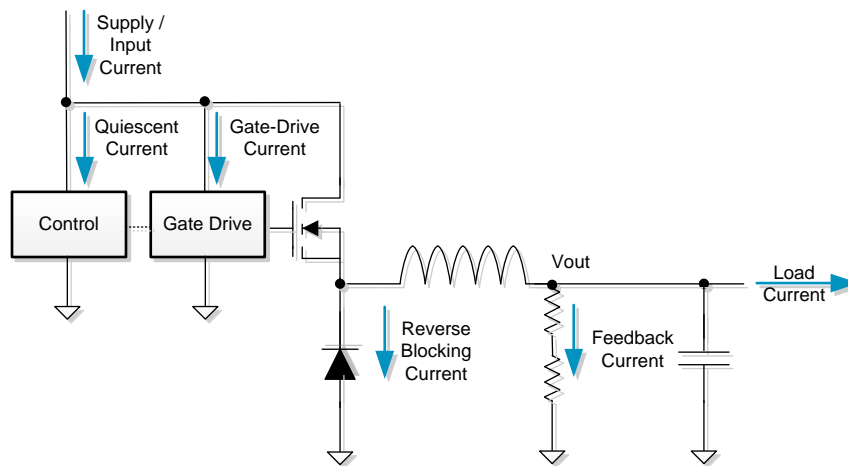 Supply /
Input
Current
Quiescent
Current
Gate-Drive
Current
Control
Gate Drive
Vout
Load
Current
Reverse
Blocking
Current
Feedback
Current